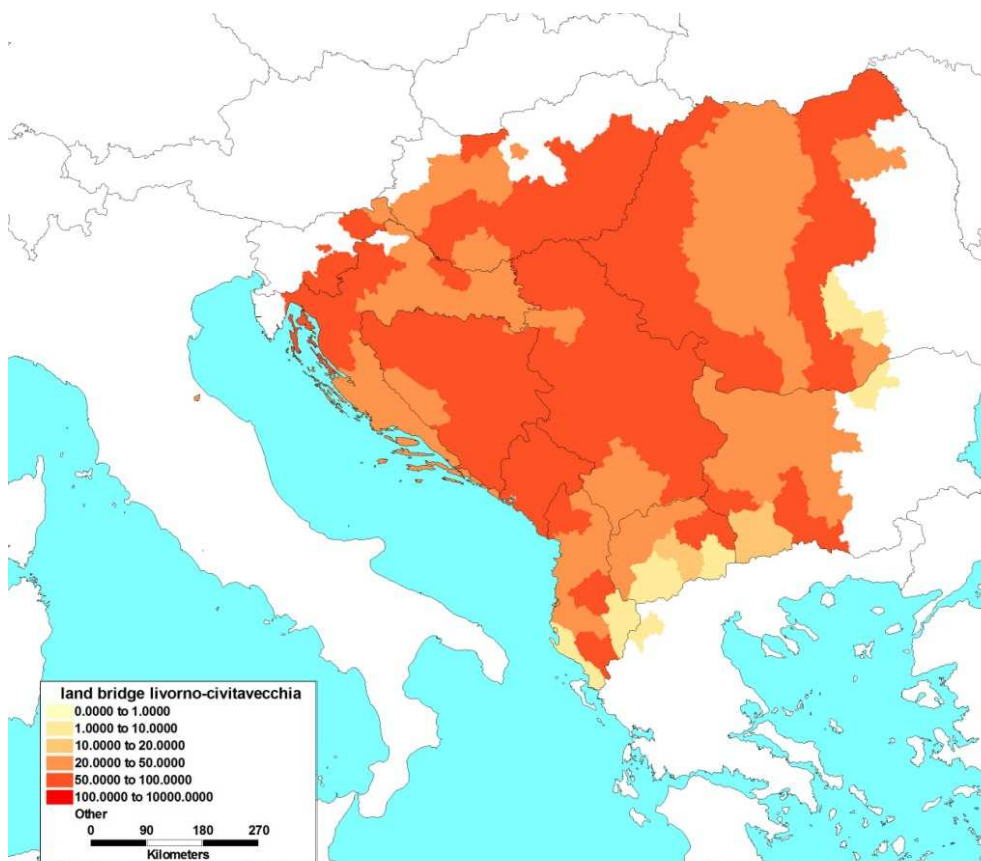 land bridge livorno-civitavecchia
0.0000 to 1.0000
1.0000 to 10.0000
10.0000 to 20.0000
20.0000 to 50.0000
50.0000 to 100.0000
100.0000 to 10000.0000
Other
0 90 180 270
Kilometers